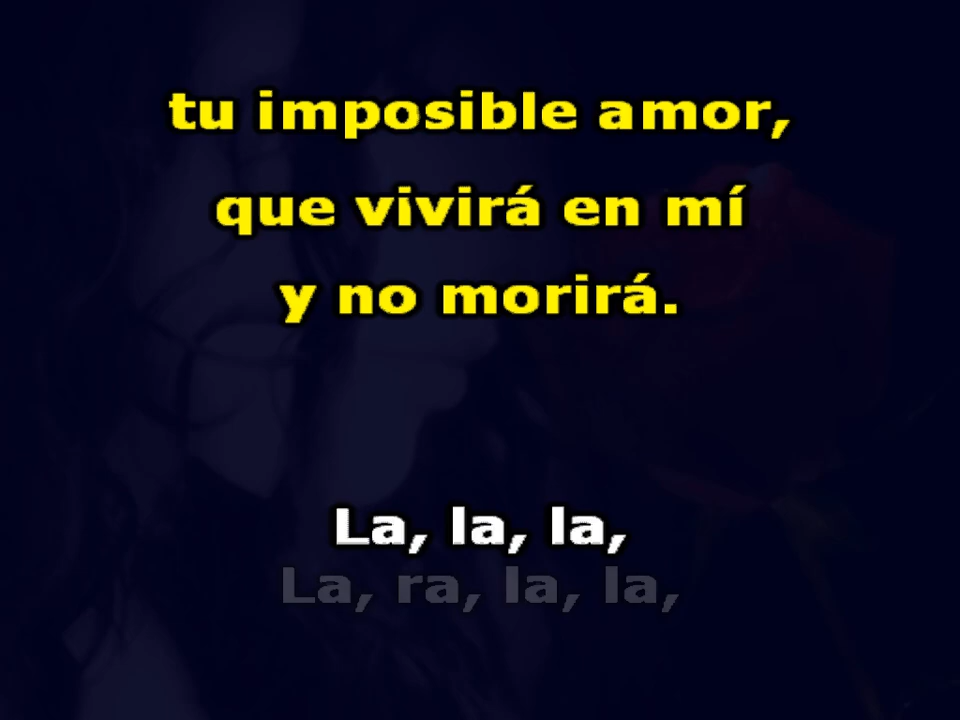 tu imposible amor,
que vivirá en mí
y no morirá.
La, la, la,
La, ra, la, la,